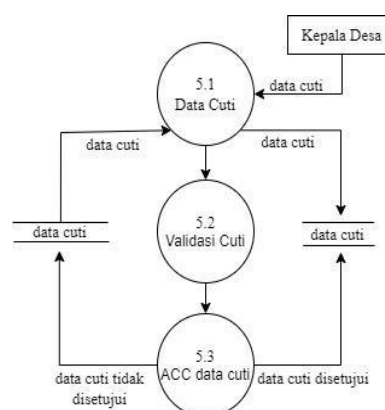 Kepala Desa
5.1
Data Cuti
data cuti
data cuti
data cuti
data cuti
5.2
Validasi Cuti
data cuti
5.3
ACC data cuti
data cuti tidak
disetujui
data cuti disetujui